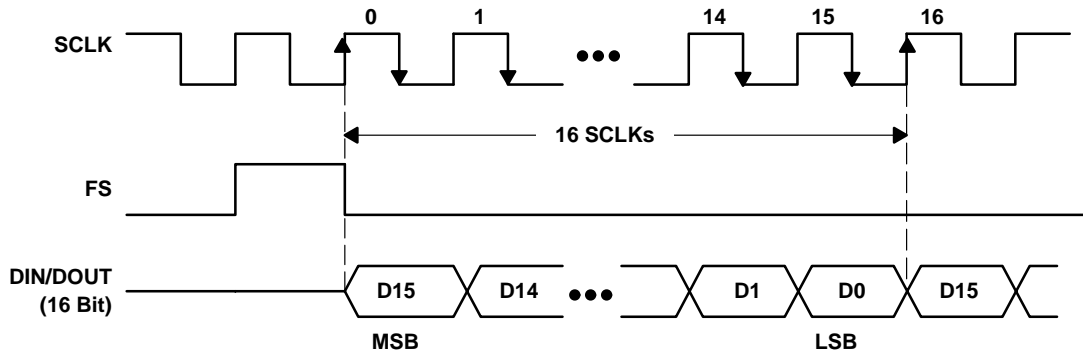 0 1 14 15 16
SCLK
16 SCLKs
FS
DIN/DOUT
(16 Bit)
D15 D14 D1 D0 D15
MSB LSB